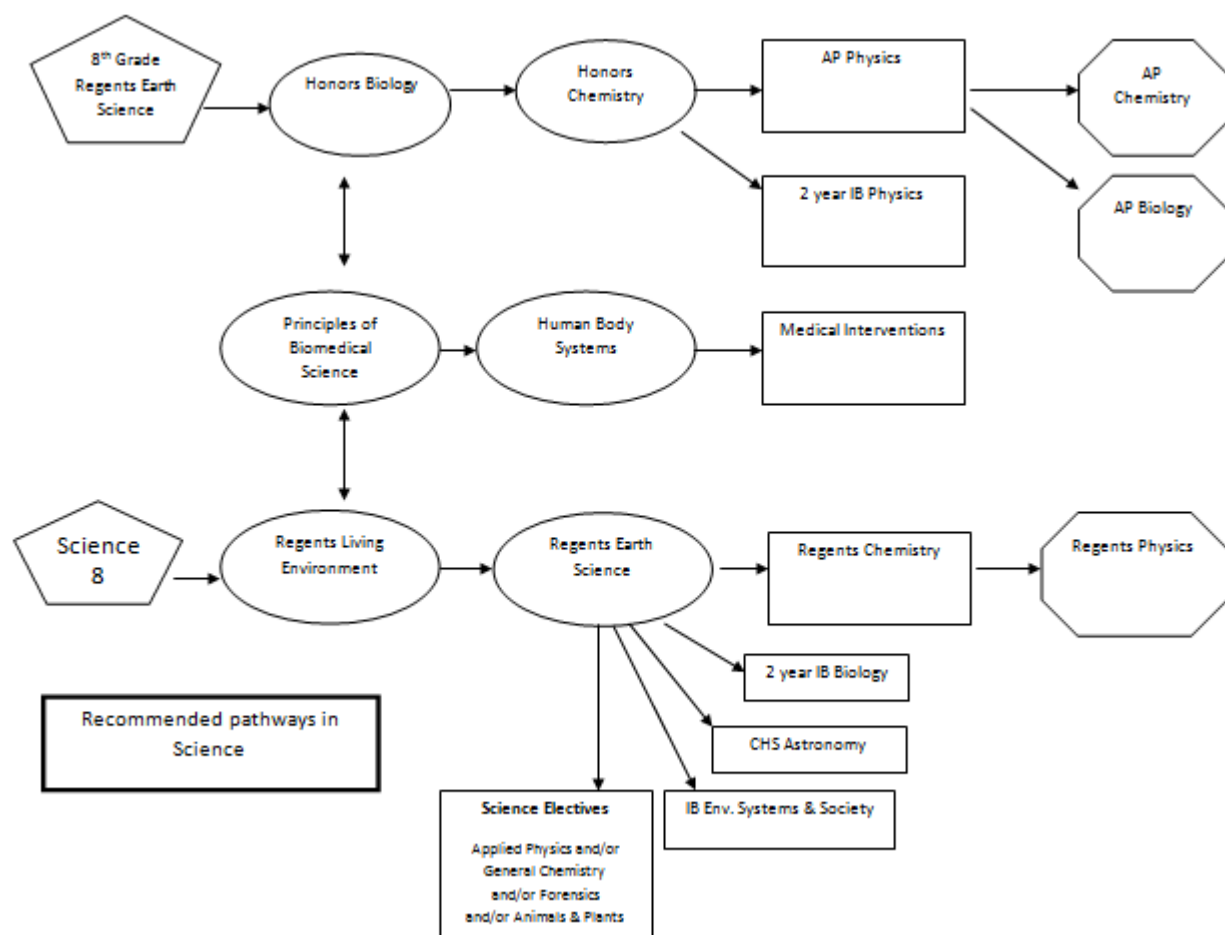 8th Grade
Regents Earth
Science
Honors Biology
Honors
Chemistry
AP Physics
AP
Chemistry
2 year IB Physics
AP Biology
Principles of
Biomedical
Science
Human Body
Systems
Medical Interventions
Science
8
Regents Living
Environment
Regents Earth
Science
Regents Chemistry
Regents Physics
2 year IB Biology
Recommended pathways in
Science
CHS Astronomy
IB Env. Systems & Society
Science Electives
Applied Physics and/or
General Chemistry
and/or Forensics
and/or Animals & Plants